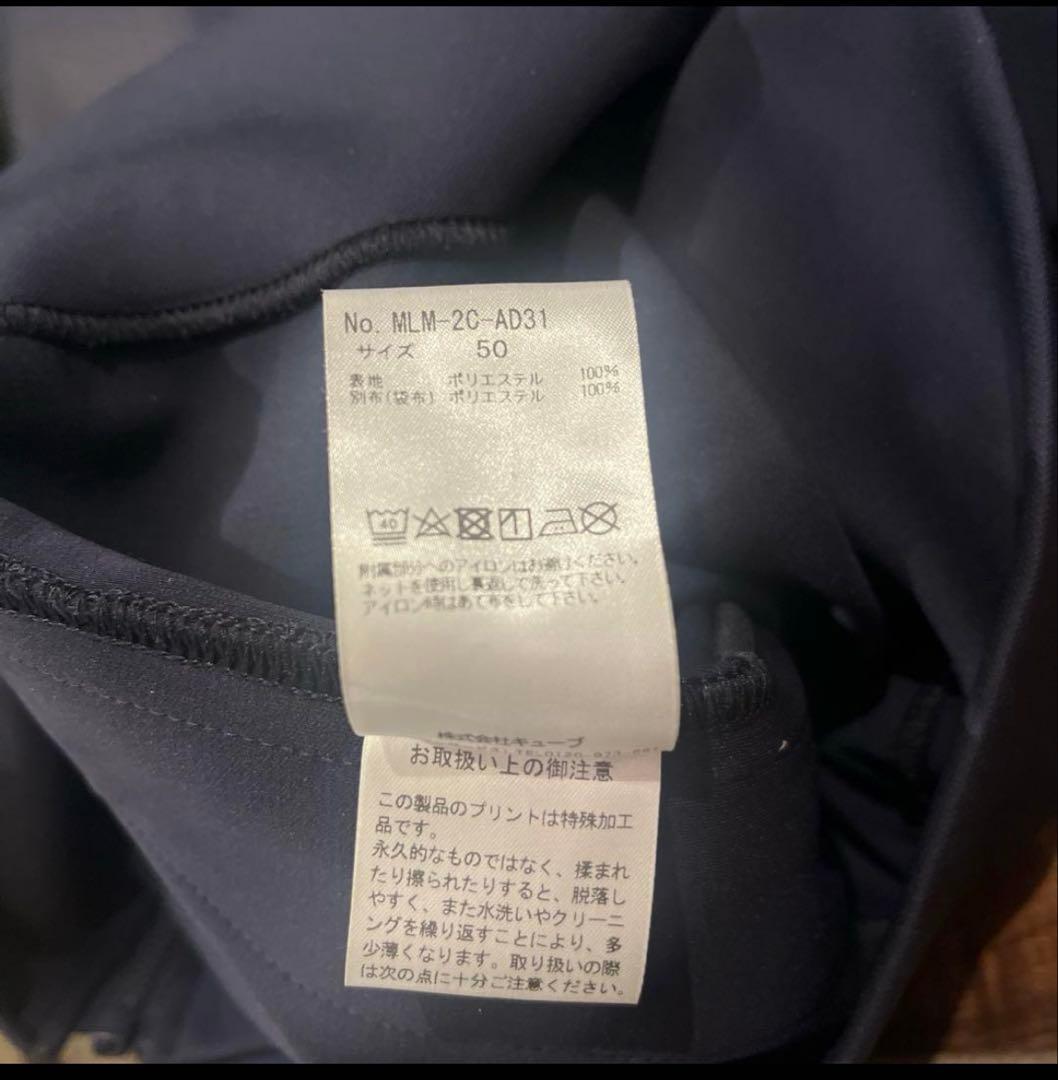 No. MLM-2C-AD31
サイズ 50
表地 ポリエステル 100%
別布(袋布) ポリエステル 100%
40
附属部分へのアイロンはお避けください。
ネットを使用し裏返しで洗って下さい。
アイロン時はあて布をして下さい。
株式会社キューブ
お取扱い上の御注意
この製品のプリントは特殊加工
品です。
永久的なものではなく、揉まれ
たり擦られたりすると、脱落し
やすく、また水洗いやクリーニ
ングを繰り返すことにより、多
少薄くなります。取り扱いの際
は次の点に十分ご注意ください。